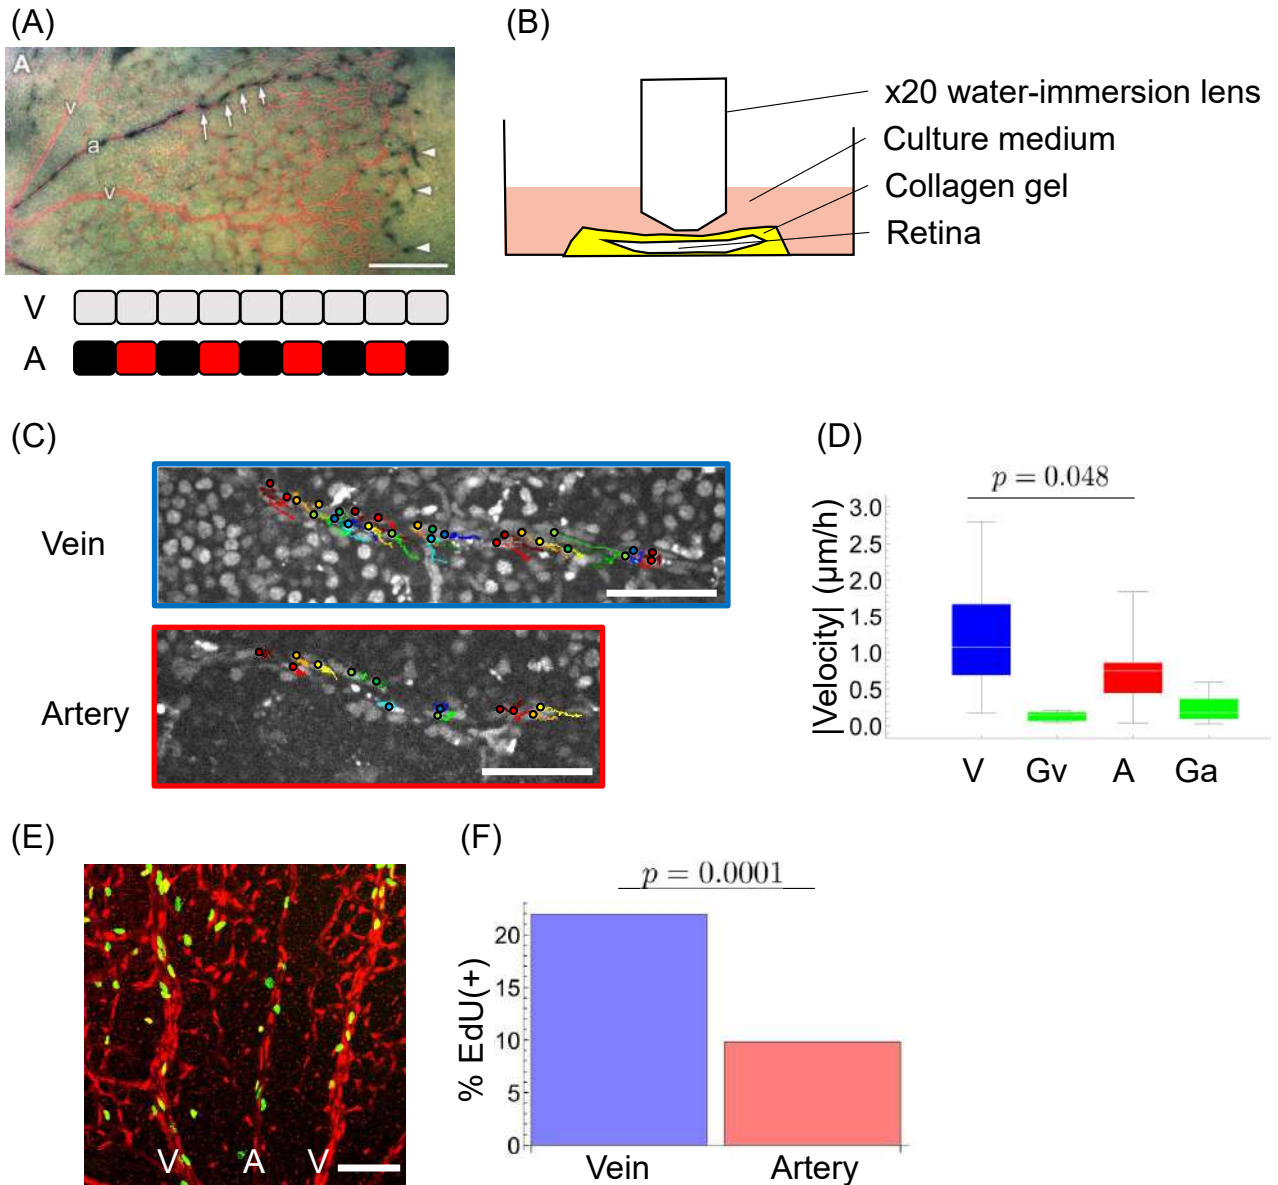 (A)
A
v
a
v
V
A
(B)
x20 water-immersion lens
Culture medium
Collagen gel
Retina
(C)
Vein
Artery
(D)
p = 0.048
|Velocity| (μm/h)
3.0
2.5
2.0
1.5
1.0
0.5
0.0
V Gv A Ga
(E)
V A V
(F)
p = 0.0001
% EdU(+)
20
15
10
5
0
Vein Artery